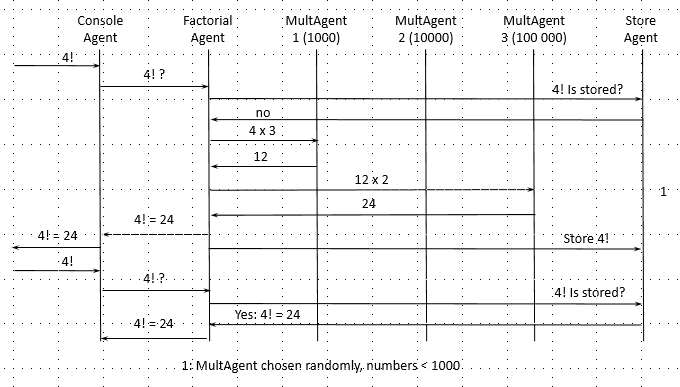 Console Agent
Factorial Agent
MultAgent 1 (1000)
MultAgent 2 (10000)
MultAgent 3 (100 000)
Store Agent
4!
4! ?
4! Is stored?
no
4 x 3
12
12 x 2
1
24
4! = 24
4! = 24
Store 4!
4!
4! ?
4! Is stored?
Yes: 4! = 24
4! = 24
1: MultAgent chosen randomly, numbers < 1000